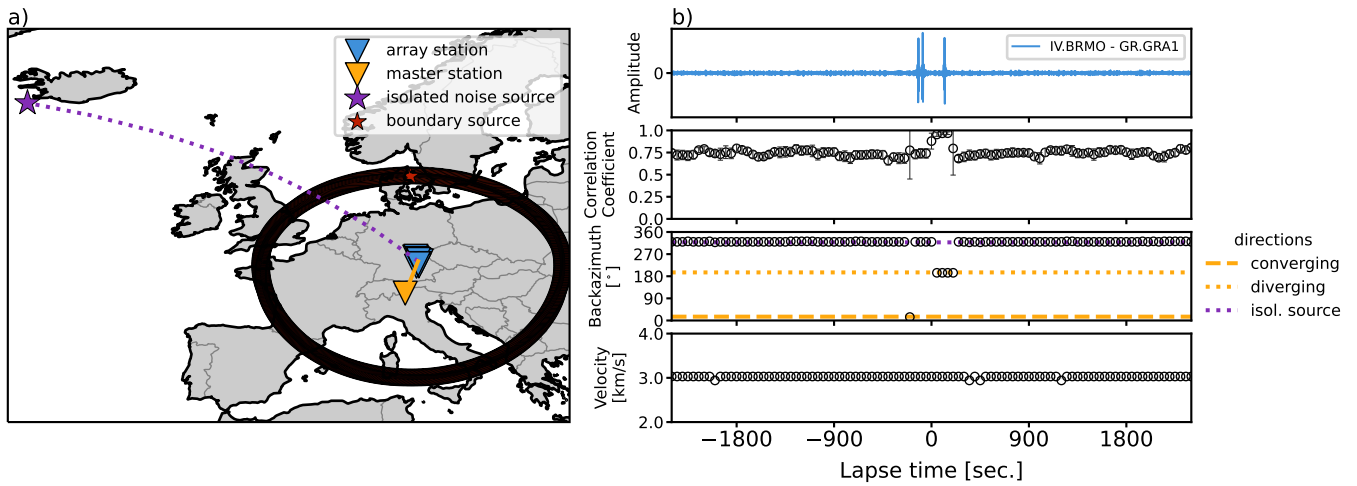 a)
array station
master station
isolated noise source
boundary source
b)
Amplitude
0
IV.BRMO - GR.GRA1
Correlation
Coefficient
1.0
0.75
0.5
0.25
0.0
Backazimuth
[°]
360
270
180
90
0
directions
converging
diverging
isol. source
Velocity
[km/s]
4.0
3.0
2.0
−1800 −900 0 900 1800
Lapse time [sec.]